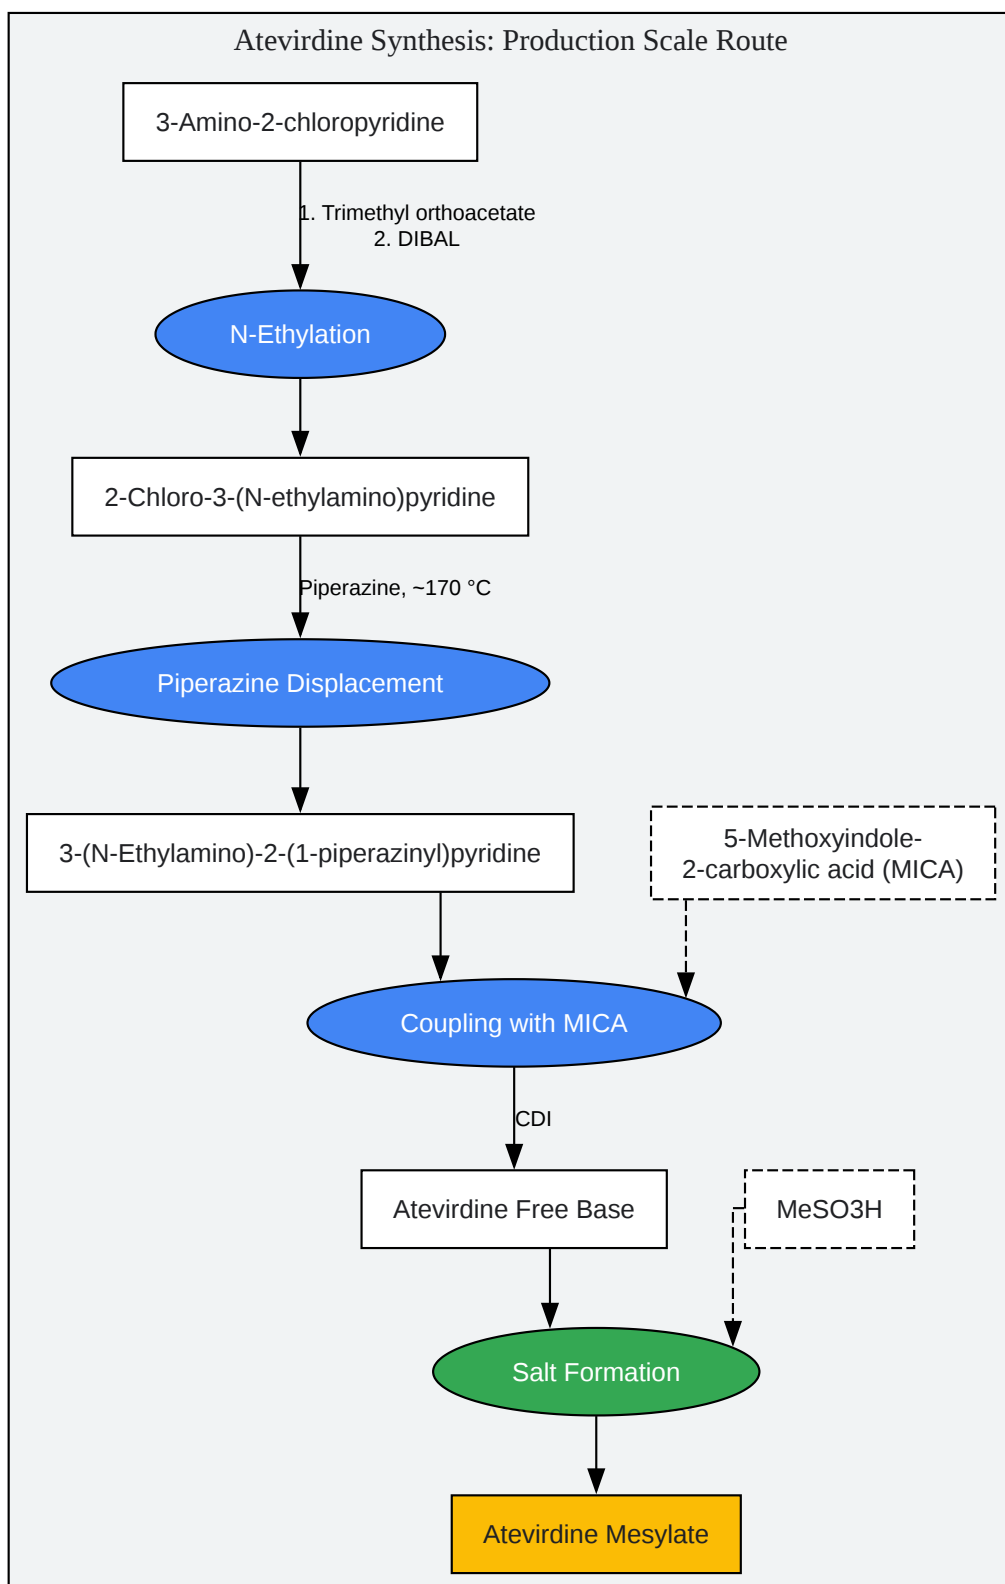 Atevirdine Synthesis: Production Scale Route
3-Amino-2-chloropyridine
1. Trimethyl orthoacetate
2. DIBAL
N-Ethylation
2-Chloro-3-(N-ethylamino)pyridine
Piperazine, ~170 °C
Piperazine Displacement
3-(N-Ethylamino)-2-(1-piperazinyl)pyridine
5-Methoxyindole-
2-carboxylic acid (MICA)
Coupling with MICA
CDI
Atevirdine Free Base
MeSO3H
Salt Formation
Atevirdine Mesylate